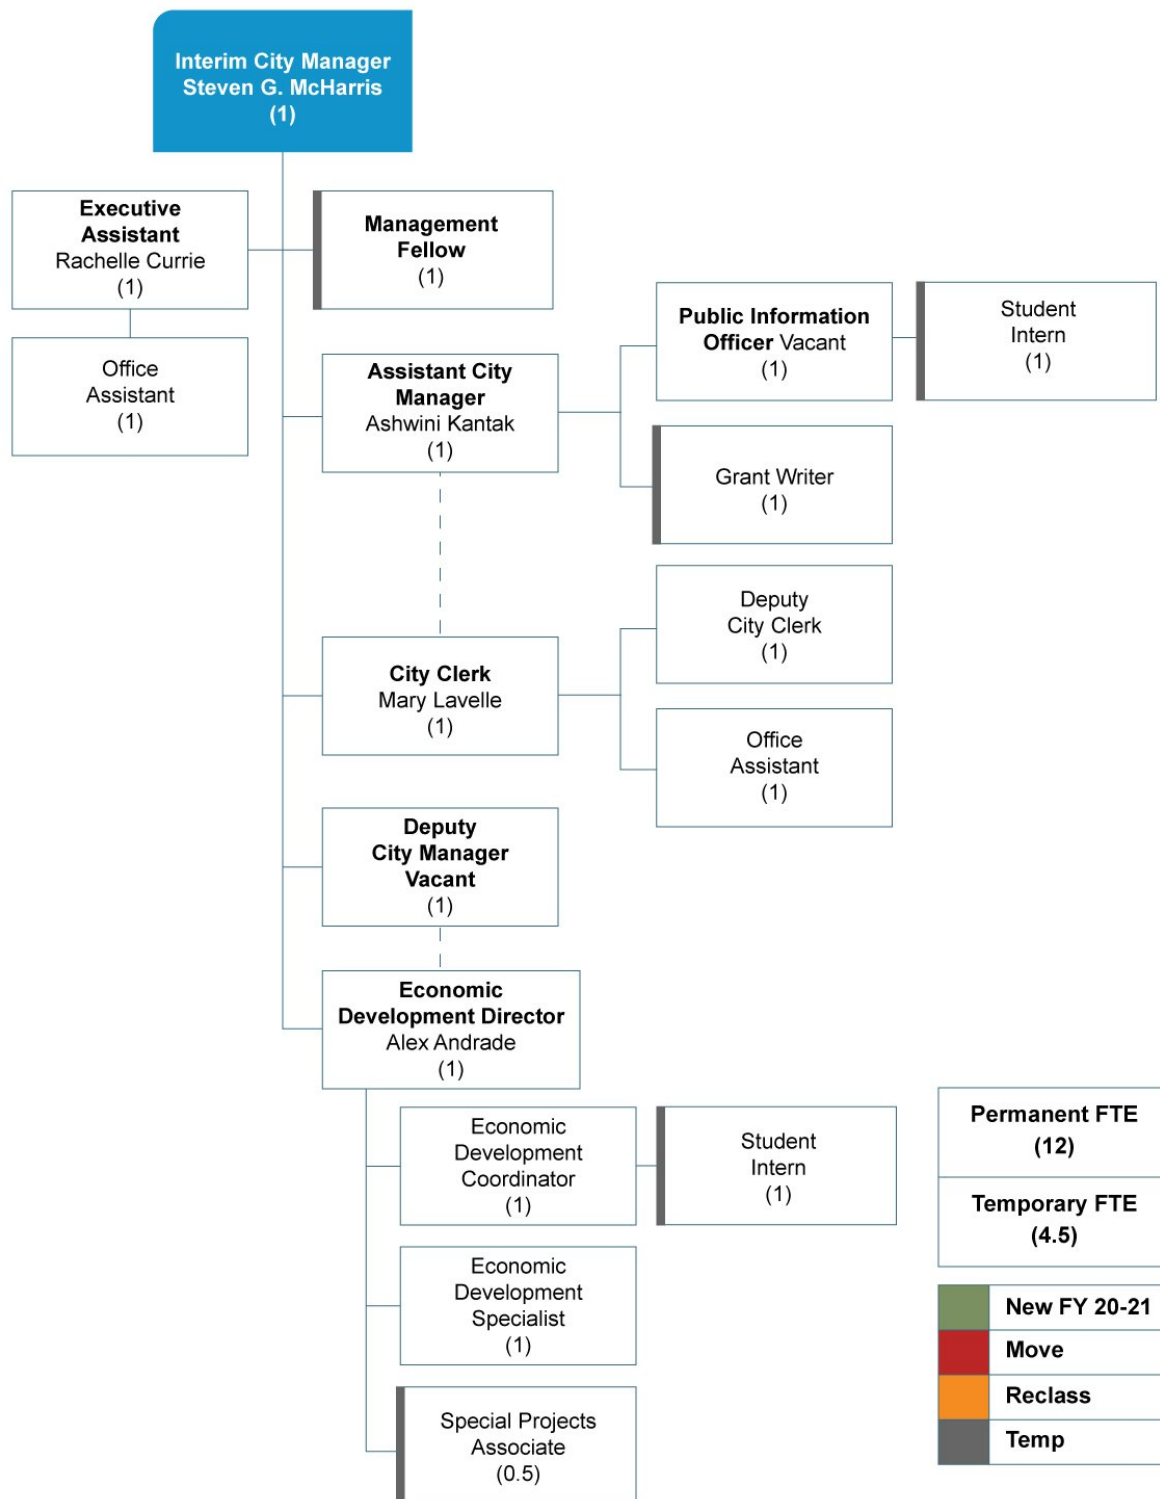 Interim City Manager
Steven G. McHarris
(1)
Executive
Assistant
Rachelle Currie
(1)
Management
Fellow
(1)
Office
Assistant
(1)
Assistant City
Manager
Ashwini Kantak
(1)
Public Information
Officer Vacant
(1)
Student
Intern
(1)
Grant Writer
(1)
City Clerk
Mary Lavelle
(1)
Deputy
City Clerk
(1)
Office
Assistant
(1)
Deputy
City Manager
Vacant
(1)
Economic
Development Director
Alex Andrade
(1)
Economic
Development
Coordinator
(1)
Student
Intern
(1)
Economic
Development
Specialist
(1)
Special Projects
Associate
(0.5)
Permanent FTE
(12)
Temporary FTE
(4.5)
New FY 20-21
Move
Reclass
Temp